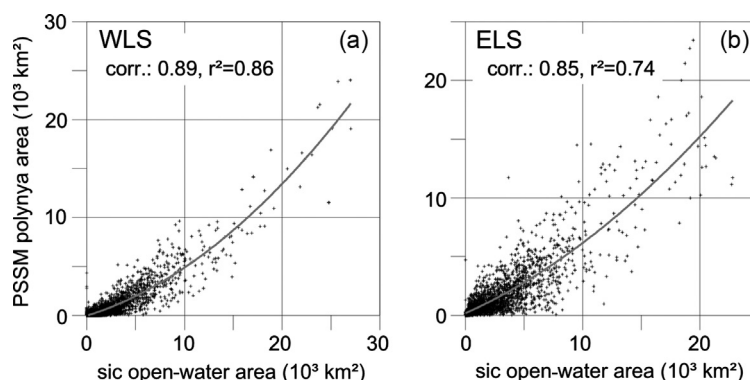 WLS (a)
corr.: 0.89, r²=0.86
PSSM polynya area (10³ km²)
30
20
10
0
0 10 20 30
sic open-water area (10³ km²)
ELS (b)
corr.: 0.85, r²=0.74
20
10
0
0 10 20
sic open-water area (10³ km²)